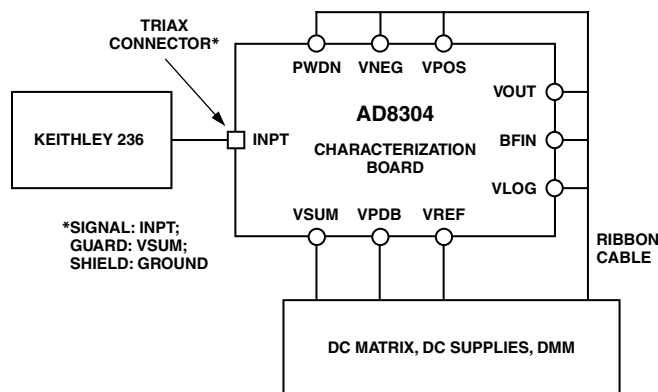 TRIAX
CONNECTOR*
PWDN VNEG VPOS
KEITHLEY 236
INPT
AD8304
CHARACTERIZATION
BOARD
VOUT
BFIN
VLOG
VSUM VPDB VREF
*SIGNAL: INPT;
GUARD: VSUM;
SHIELD: GROUND
RIBBON
CABLE
DC MATRIX, DC SUPPLIES, DMM